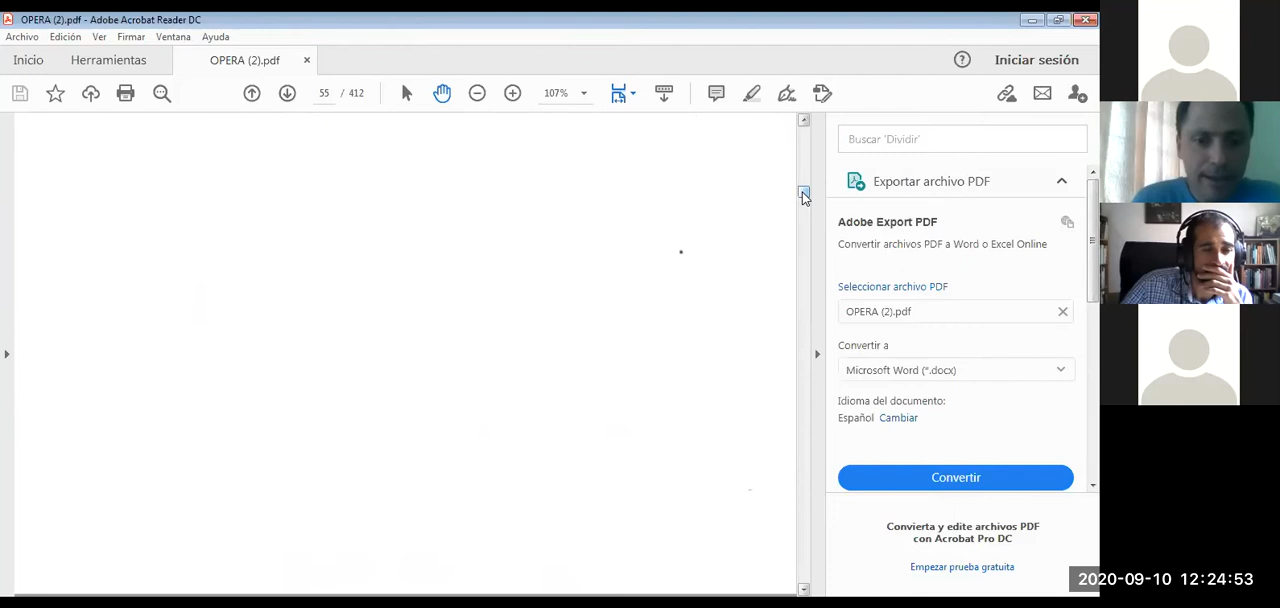 OPERA (2).pdf - Adobe Acrobat Reader DC
Archivo Edición Ver Firmar Ventana Ayuda
Inicio Herramientas OPERA (2).pdf × Iniciar sesión
55 / 412 107%
Buscar 'Dividir'
Exportar archivo PDF
Adobe Export PDF
Convertir archivos PDF a Word o Excel Online
Seleccionar archivo PDF
OPERA (2).pdf
Convertir a
Microsoft Word (*.docx)
Idioma del documento:
Español Cambiar
Convertir
Convierta y edite archivos PDF
con Acrobat Pro DC
Empezar prueba gratuita
2020-09-10 12:24:53